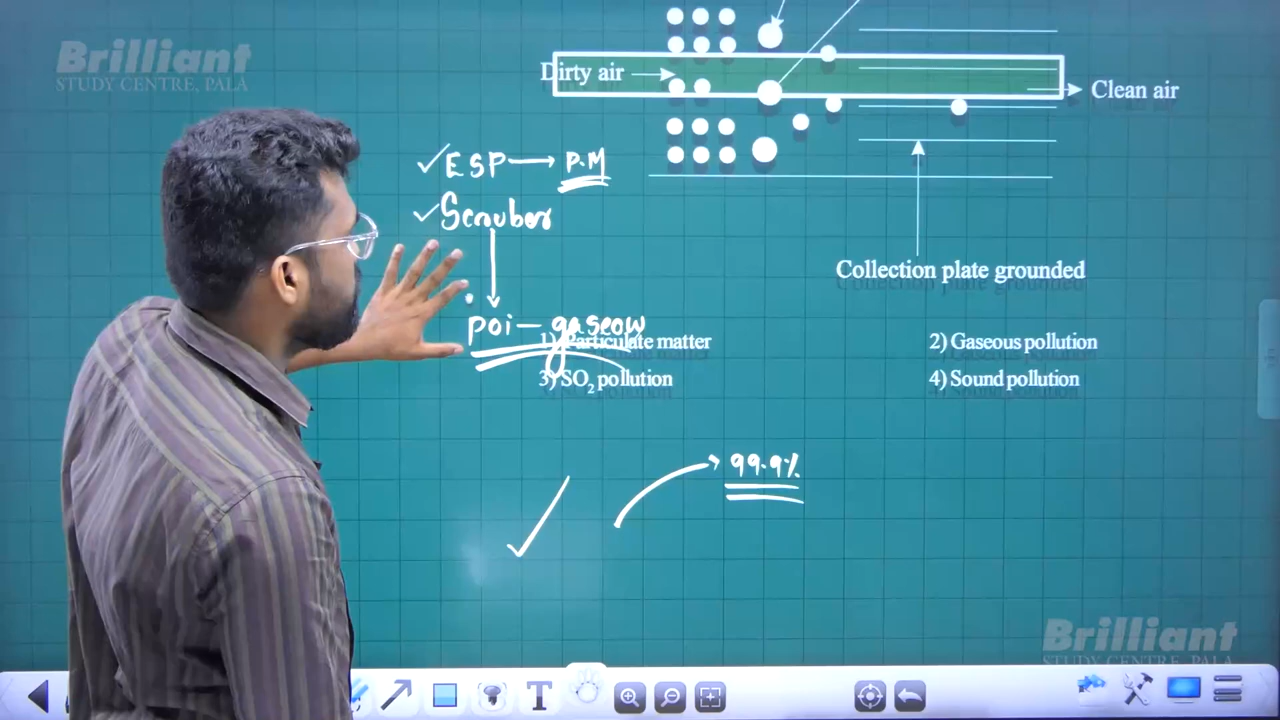 Brilliant
STUDY CENTRE, PALA
Dirty air
Clean air
ESP → P.M
Scrubber
poi - gaseous
Collection plate grounded
1) Particulate matter
2) Gaseous pollution
3) SO₂ pollution
4) Sound pollution
99.9%
Brilliant
STUDY CENTRE, PALA
T